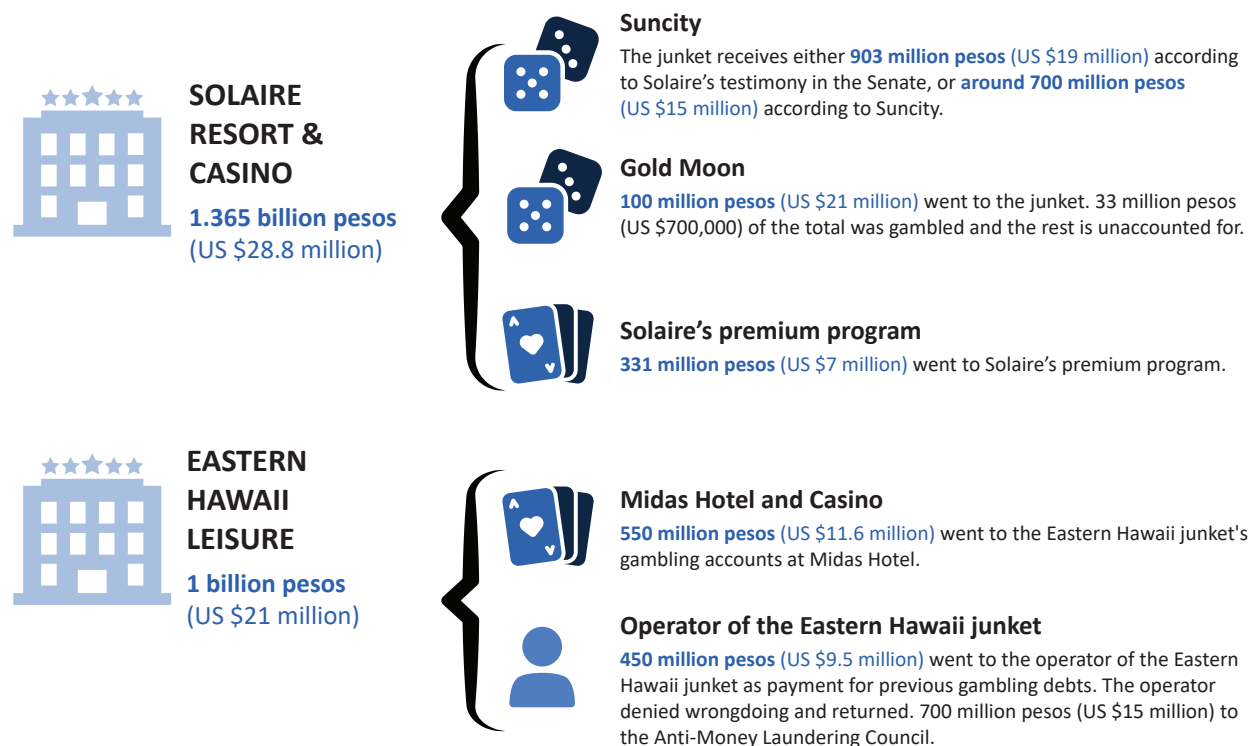 SOLAIRE
RESORT &
CASINO
1.365 billion pesos
(US $28.8 million)
Suncity
The junket receives either 903 million pesos (US $19 million) according
to Solaire’s testimony in the Senate, or around 700 million pesos
(US $15 million) according to Suncity.
Gold Moon
100 million pesos (US $21 million) went to the junket. 33 million pesos
(US $700,000) of the total was gambled and the rest is unaccounted for.
Solaire’s premium program
331 million pesos (US $7 million) went to Solaire’s premium program.
EASTERN
HAWAII
LEISURE
1 billion pesos
(US $21 million)
Midas Hotel and Casino
550 million pesos (US $11.6 million) went to the Eastern Hawaii junket's
gambling accounts at Midas Hotel.
Operator of the Eastern Hawaii junket
450 million pesos (US $9.5 million) went to the operator of the Eastern
Hawaii junket as payment for previous gambling debts. The operator
denied wrongdoing and returned. 700 million pesos (US $15 million) to
the Anti-Money Laundering Council.